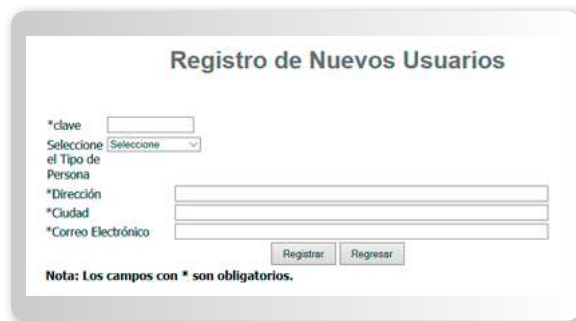 Registro de Nuevos Usuarios
*clave
Seleccione Seleccione
el Tipo de
Persona
*Dirección
*Ciudad
*Correo Electrónico
Registrar Regresar
Nota: Los campos con * son obligatorios.